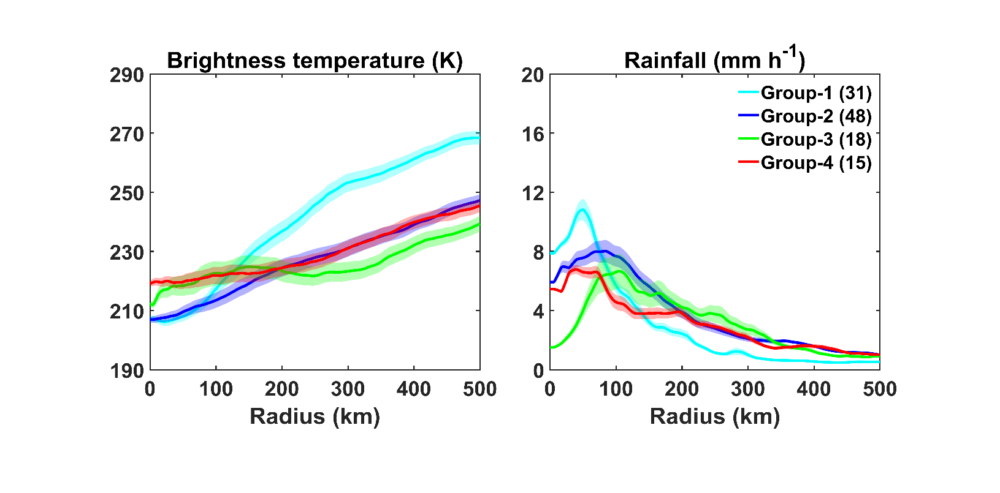 Brightness temperature (K)
290
270
250
230
210
190
0 100 200 300 400 500
Radius (km)
Rainfall (mm h-1)
20
16
12
8
4
0
Group-1 (31)
Group-2 (48)
Group-3 (18)
Group-4 (15)
0 100 200 300 400 500
Radius (km)